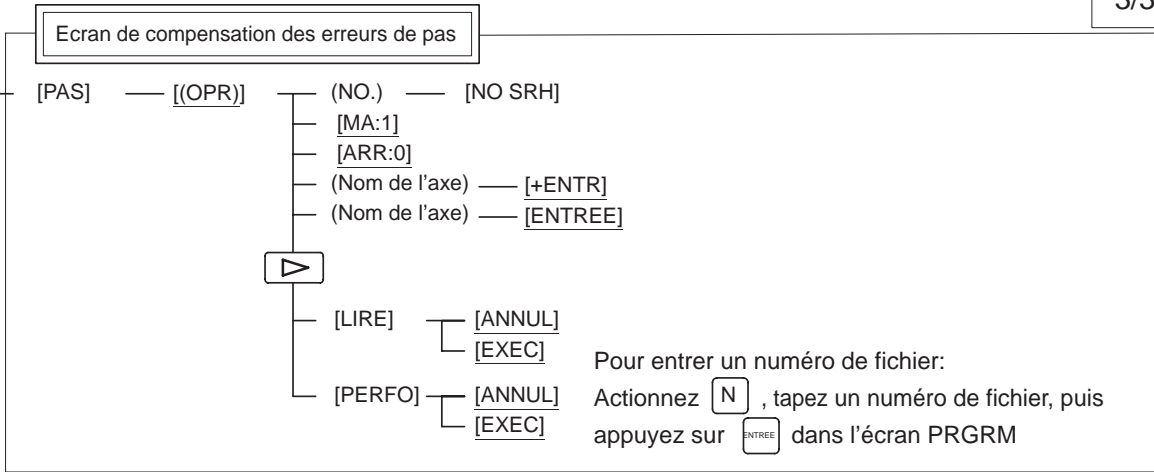 3/3
Ecran de compensation des erreurs de pas
[PAS] [(OPR)] (NO.) [NO SRH]
[MA:1]
[ARR:0]
(Nom de l’axe) [+ENTR]
(Nom de l’axe) [ENTREE]
[LIRE] [ANNUL]
[EXEC]
Pour entrer un numéro de fichier:
[PERFO] [ANNUL]
[EXEC]
Actionnez N , tapez un numéro de fichier, puis
appuyez sur ENTREE dans l’écran PRGRM